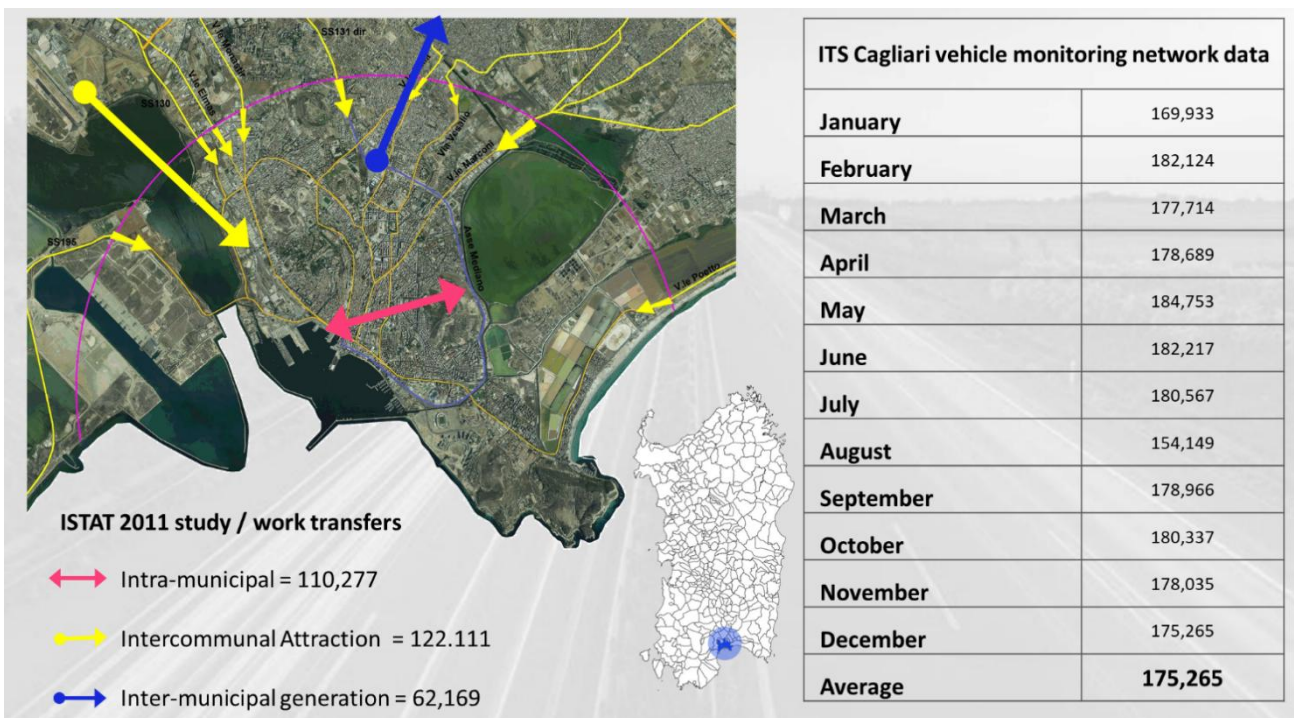 SS131 dir
V.le Monastir
V.le Elmas
SS130
V.le Marconi
Asse Mediano
SS195
V.le Poetto
ISTAT 2011 study / work transfers
Intra-municipal = 110,277
Intercommunal Attraction = 122.111
Inter-municipal generation = 62,169
ITS Cagliari vehicle monitoring network data
January 169,933
February 182,124
March 177,714
April 178,689
May 184,753
June 182,217
July 180,567
August 154,149
September 178,966
October 180,337
November 178,035
December 175,265
Average 175,265